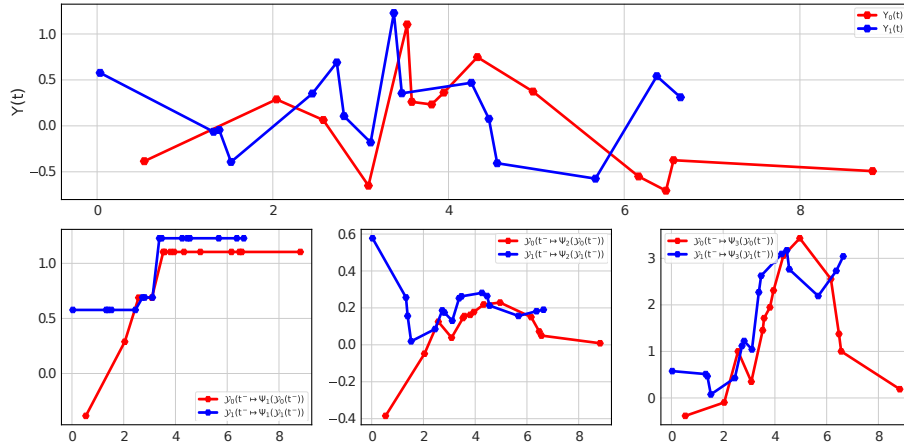 Y(t)
1.0
0.5
0.0
−0.5
0 2 4 6 8
Y₀(t)
Y₁(t)
1.0
0.5
0.0
0 2 4 6 8
𝒴₀(t⁻ ↦ Ψ₁(𝒴₀(t⁻))
𝒴₁(t⁻ ↦ Ψ₁(𝒴₁(t⁻))
0.6
0.4
0.2
0.0
−0.2
−0.4
0 2 4 6 8
𝒴₀(t⁻ ↦ Ψ₂(𝒴₀(t⁻))
𝒴₁(t⁻ ↦ Ψ₂(𝒴₁(t⁻))
3
2
1
0
0 2 4 6 8
𝒴₀(t⁻ ↦ Ψ₃(𝒴₀(t⁻))
𝒴₁(t⁻ ↦ Ψ₃(𝒴₁(t⁻))